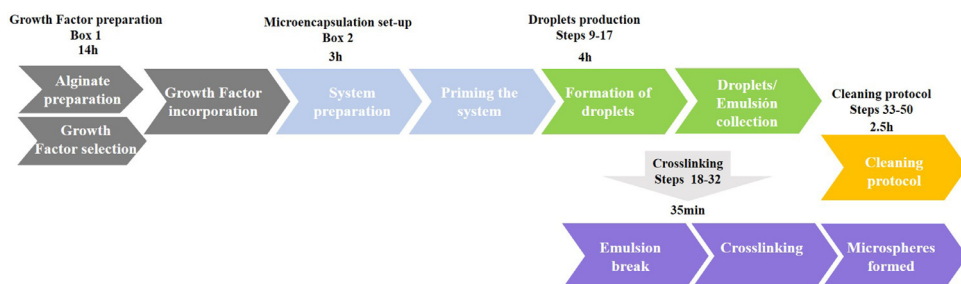 Growth Factor preparation
Box 1
14h
Alginate
preparation
Growth
Factor selection
Growth Factor
incorporation
Microencapsulation set-up
Box 2
3h
System
preparation
Priming the
system
Droplets production
Steps 9-17
4h
Formation of
droplets
Droplets/
Emulsión
collection
Cleaning protocol
Steps 33-50
2.5h
Cleaning
protocol
Crosslinking
Steps 18-32
35min
Emulsion
break
Crosslinking
Microspheres
formed